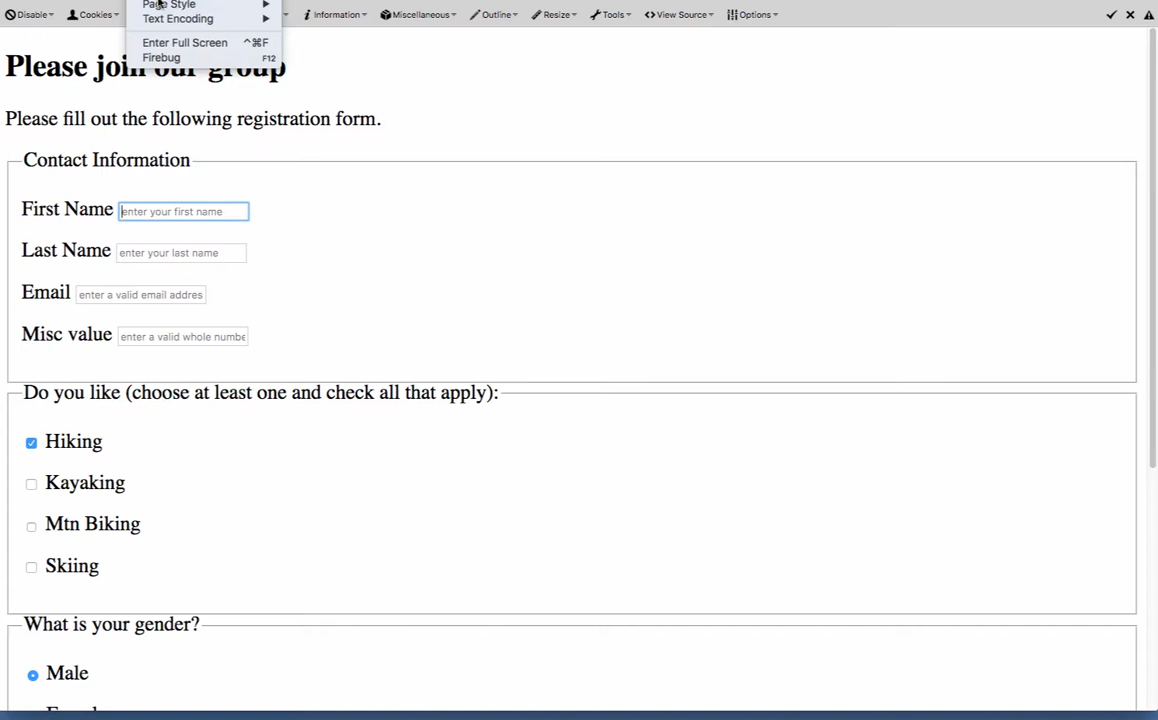 Page Style
Disable Cookies Information Miscellaneous Outline Resize Tools View Source Options
Text Encoding
Enter Full Screen ^⌘F
Firebug F12
Please join our group
Please fill out the following registration form.
Contact Information
First Name enter your first name
Last Name enter your last name
Email enter a valid email addres
Misc value enter a valid whole numbe
Do you like (choose at least one and check all that apply):
Hiking
Kayaking
Mtn Biking
Skiing
What is your gender?
Male